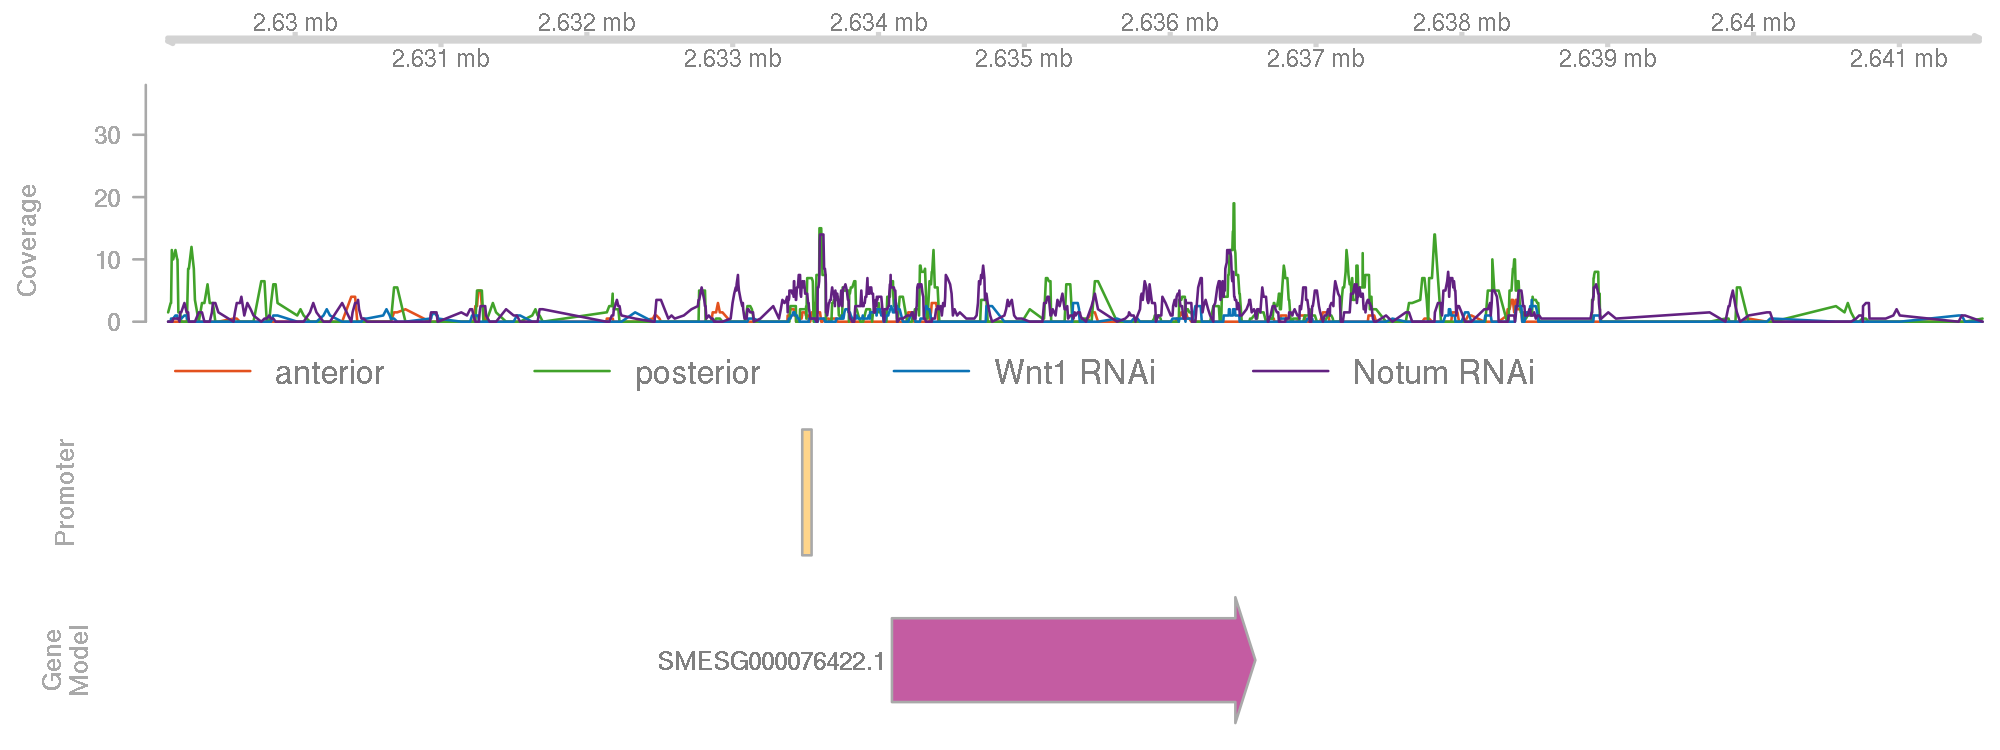 2.63 mb 2.632 mb 2.634 mb 2.636 mb 2.638 mb 2.64 mb
2.631 mb 2.633 mb 2.635 mb 2.637 mb 2.639 mb 2.641 mb
Coverage
30
20
10
0
anterior posterior Wnt1 RNAi Notum RNAi
Promoter
Gene
Model
SMESG000076422.1